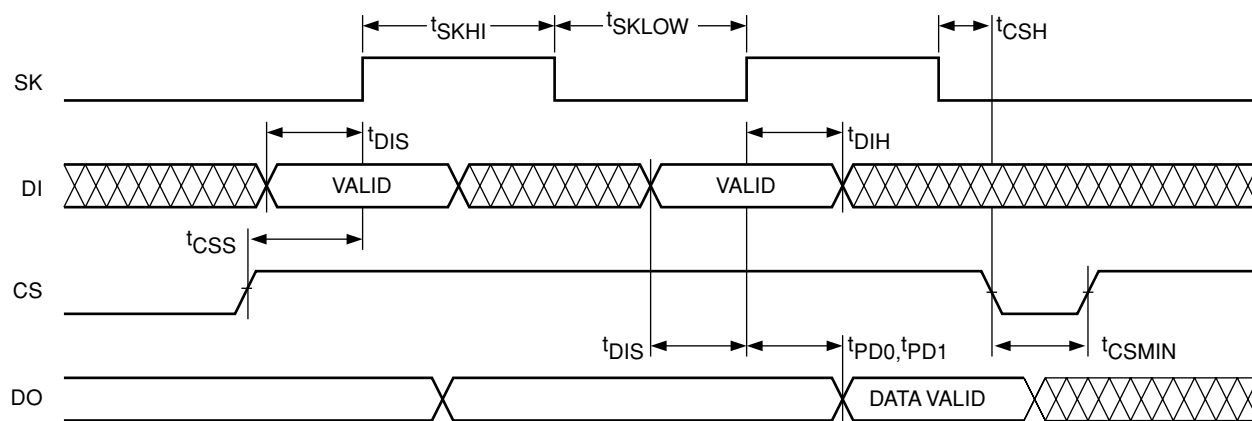 tSKHI tSKLOW tCSH
SK
tDIS tDIH
DI VALID VALID
tCSS
CS
tDIS tPD0,tPD1 tCSMIN
DO DATA VALID